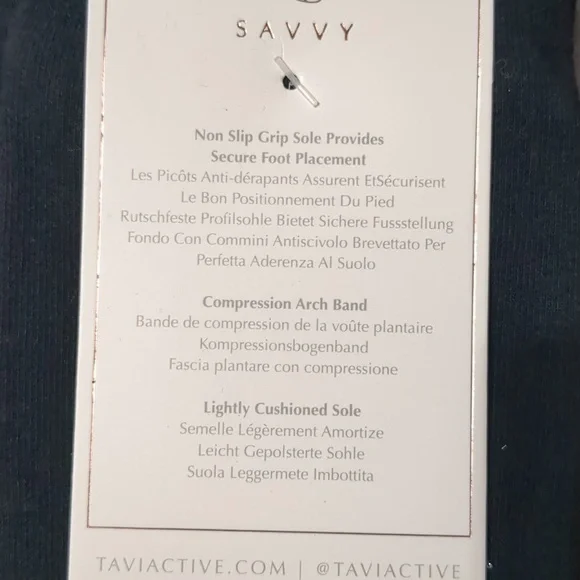 SAVVY
Non Slip Grip Sole Provides
Secure Foot Placement
Les Picôts Anti-dérapants Assurent EtSécurisent
Le Bon Positionnement Du Pied
Rutschfeste Profilsohle Bietet Sichere Fussstellung
Fondo Con Commini Antiscivolo Brevettato Per
Perfetta Aderenza Al Suolo
Compression Arch Band
Bande de compression de la voûte plantaire
Kompressionsbogenband
Fascia plantare con compressione
Lightly Cushioned Sole
Semelle Légèrement Amortize
Leicht Gepolsterte Sohle
Suola Leggermete Imbottita
TAVIACTIVE.COM | @TAVIACTIVE